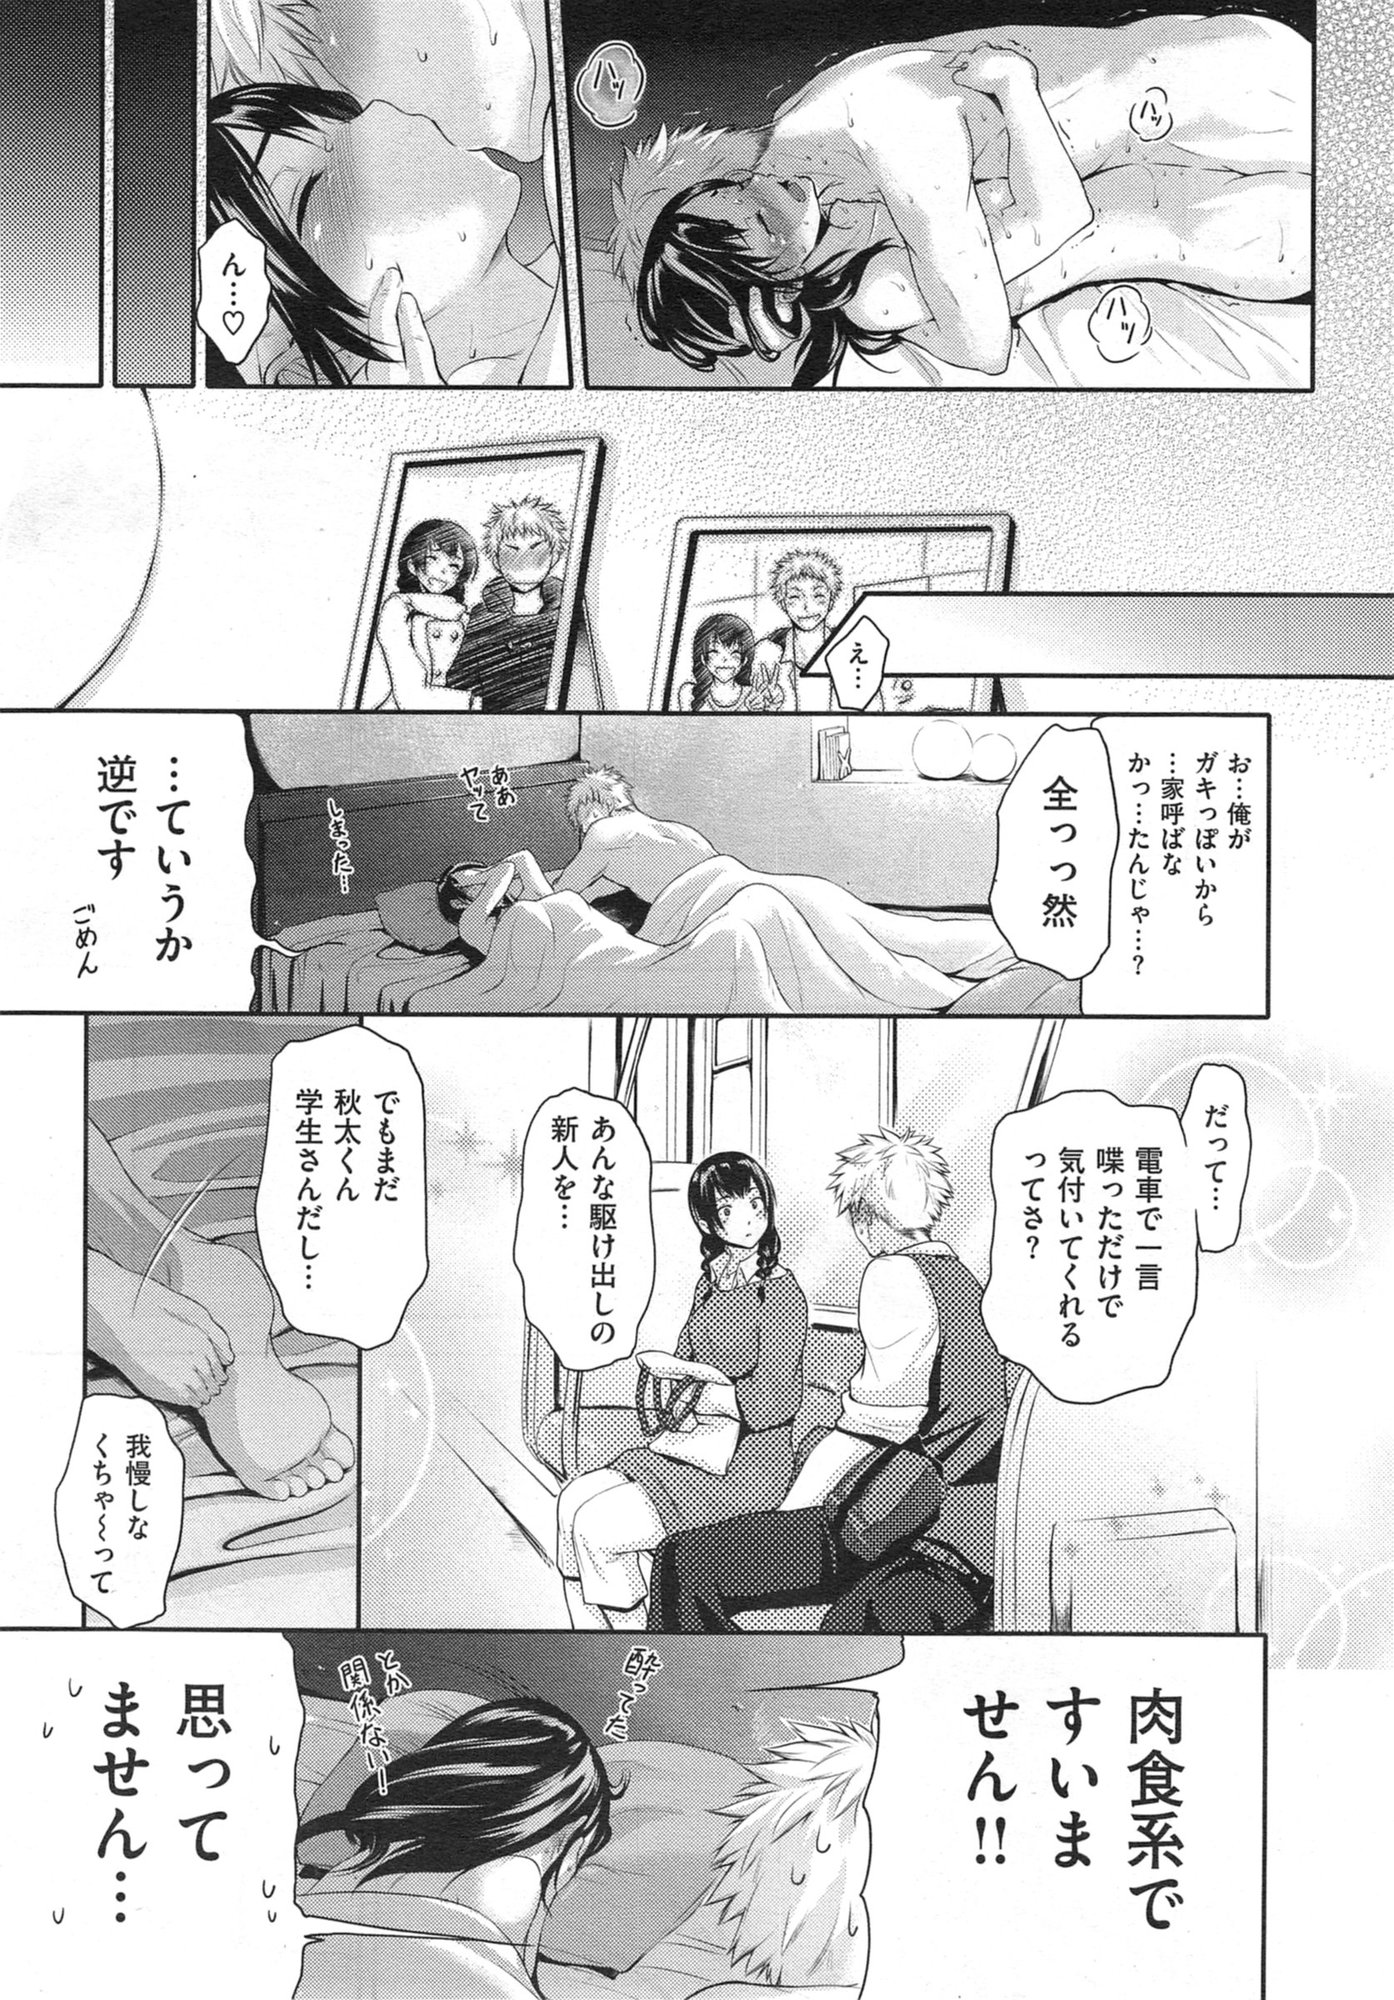 ハッ
ハッ
ハッ
ん…♡
え…
お…俺が
ガキっぽいから
…家呼ばな
かっ…たんじゃ…?
全っっ然
ああ
ヤッて
しまった…
…ていうか
逆です
ごめん
だって…
電車で一言
喋っただけで
気付いてくれる
ってさ?
あんな駆け出しの
新人を…
でもまだ
秋太くん
学生さんだし…
我慢しな
くちゃ〜って
肉食系で
すいま
せん!!
酔ってた
とか
関係ない!
思って
ません…